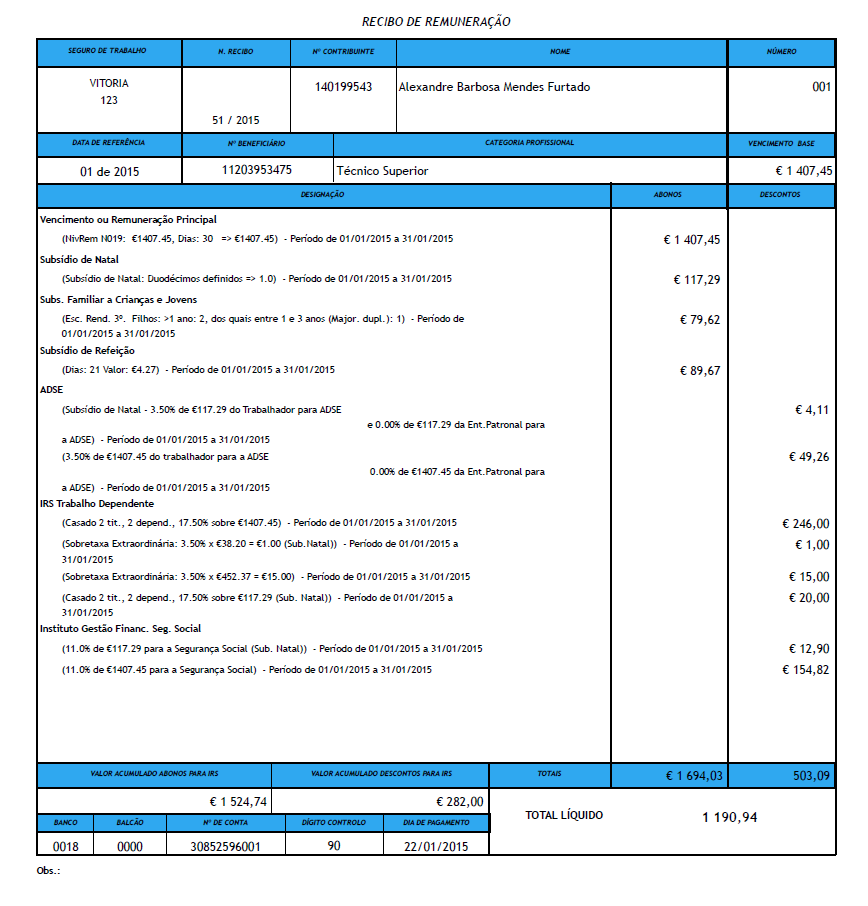 RECIBO DE REMUNERAÇÃO
SEGURO DE TRABALHO N. RECIBO Nº CONTRIBUINTE NOME NÚMERO
VITORIA
123
51 / 2015
140199543
Alexandre Barbosa Mendes Furtado
001
DATA DE REFERÊNCIA Nº BENEFICIÁRIO CATEGORIA PROFISSIONAL VENCIMENTO BASE
01 de 2015 11203953475 Técnico Superior € 1 407,45
DESIGNAÇÃO ABONOS DESCONTOS
Vencimento ou Remuneração Principal
(NivRem N019: €1407.45, Dias: 30 => €1407.45) - Período de 01/01/2015 a 31/01/2015 € 1 407,45
Subsídio de Natal
(Subsídio de Natal: Duodécimos definidos => 1.0) - Período de 01/01/2015 a 31/01/2015 € 117,29
Subs. Familiar a Crianças e Jovens
(Esc. Rend. 3º. Filhos: >1 ano: 2, dos quais entre 1 e 3 anos (Major. dupl.): 1) - Período de € 79,62
01/01/2015 a 31/01/2015
Subsídio de Refeição
(Dias: 21 Valor: €4.27) - Período de 01/01/2015 a 31/01/2015 € 89,67
ADSE
(Subsídio de Natal - 3.50% de €117.29 do Trabalhador para ADSE € 4,11
e 0.00% de €117.29 da Ent.Patronal para
a ADSE) - Período de 01/01/2015 a 31/01/2015
(3.50% de €1407.45 do trabalhador para a ADSE € 49,26
0.00% de €1407.45 da Ent.Patronal para
a ADSE) - Período de 01/01/2015 a 31/01/2015
IRS Trabalho Dependente
(Casado 2 tit., 2 depend., 17.50% sobre €1407.45) - Período de 01/01/2015 a 31/01/2015 € 246,00
(Sobretaxa Extraordinária: 3.50% x €38.20 = €1.00 (Sub.Natal)) - Período de 01/01/2015 a € 1,00
31/01/2015
(Sobretaxa Extraordinária: 3.50% x €452.37 = €15.00) - Período de 01/01/2015 a 31/01/2015 € 15,00
(Casado 2 tit., 2 depend., 17.50% sobre €117.29 (Sub. Natal)) - Período de 01/01/2015 a € 20,00
31/01/2015
Instituto Gestão Financ. Seg. Social
(11.0% de €117.29 para a Segurança Social (Sub. Natal)) - Período de 01/01/2015 a 31/01/2015 € 12,90
(11.0% de €1407.45 para a Segurança Social) - Período de 01/01/2015 a 31/01/2015 € 154,82
VALOR ACUMULADO ABONOS PARA IRS VALOR ACUMULADO DESCONTOS PARA IRS TOTAIS € 1 694,03 503,09
€ 1 524,74 € 282,00
TOTAL LÍQUIDO 1 190,94
BANCO BALCÃO Nº DE CONTA DÍGITO CONTROLO DIA DE PAGAMENTO
0018 0000 30852596001 90 22/01/2015
Obs.: